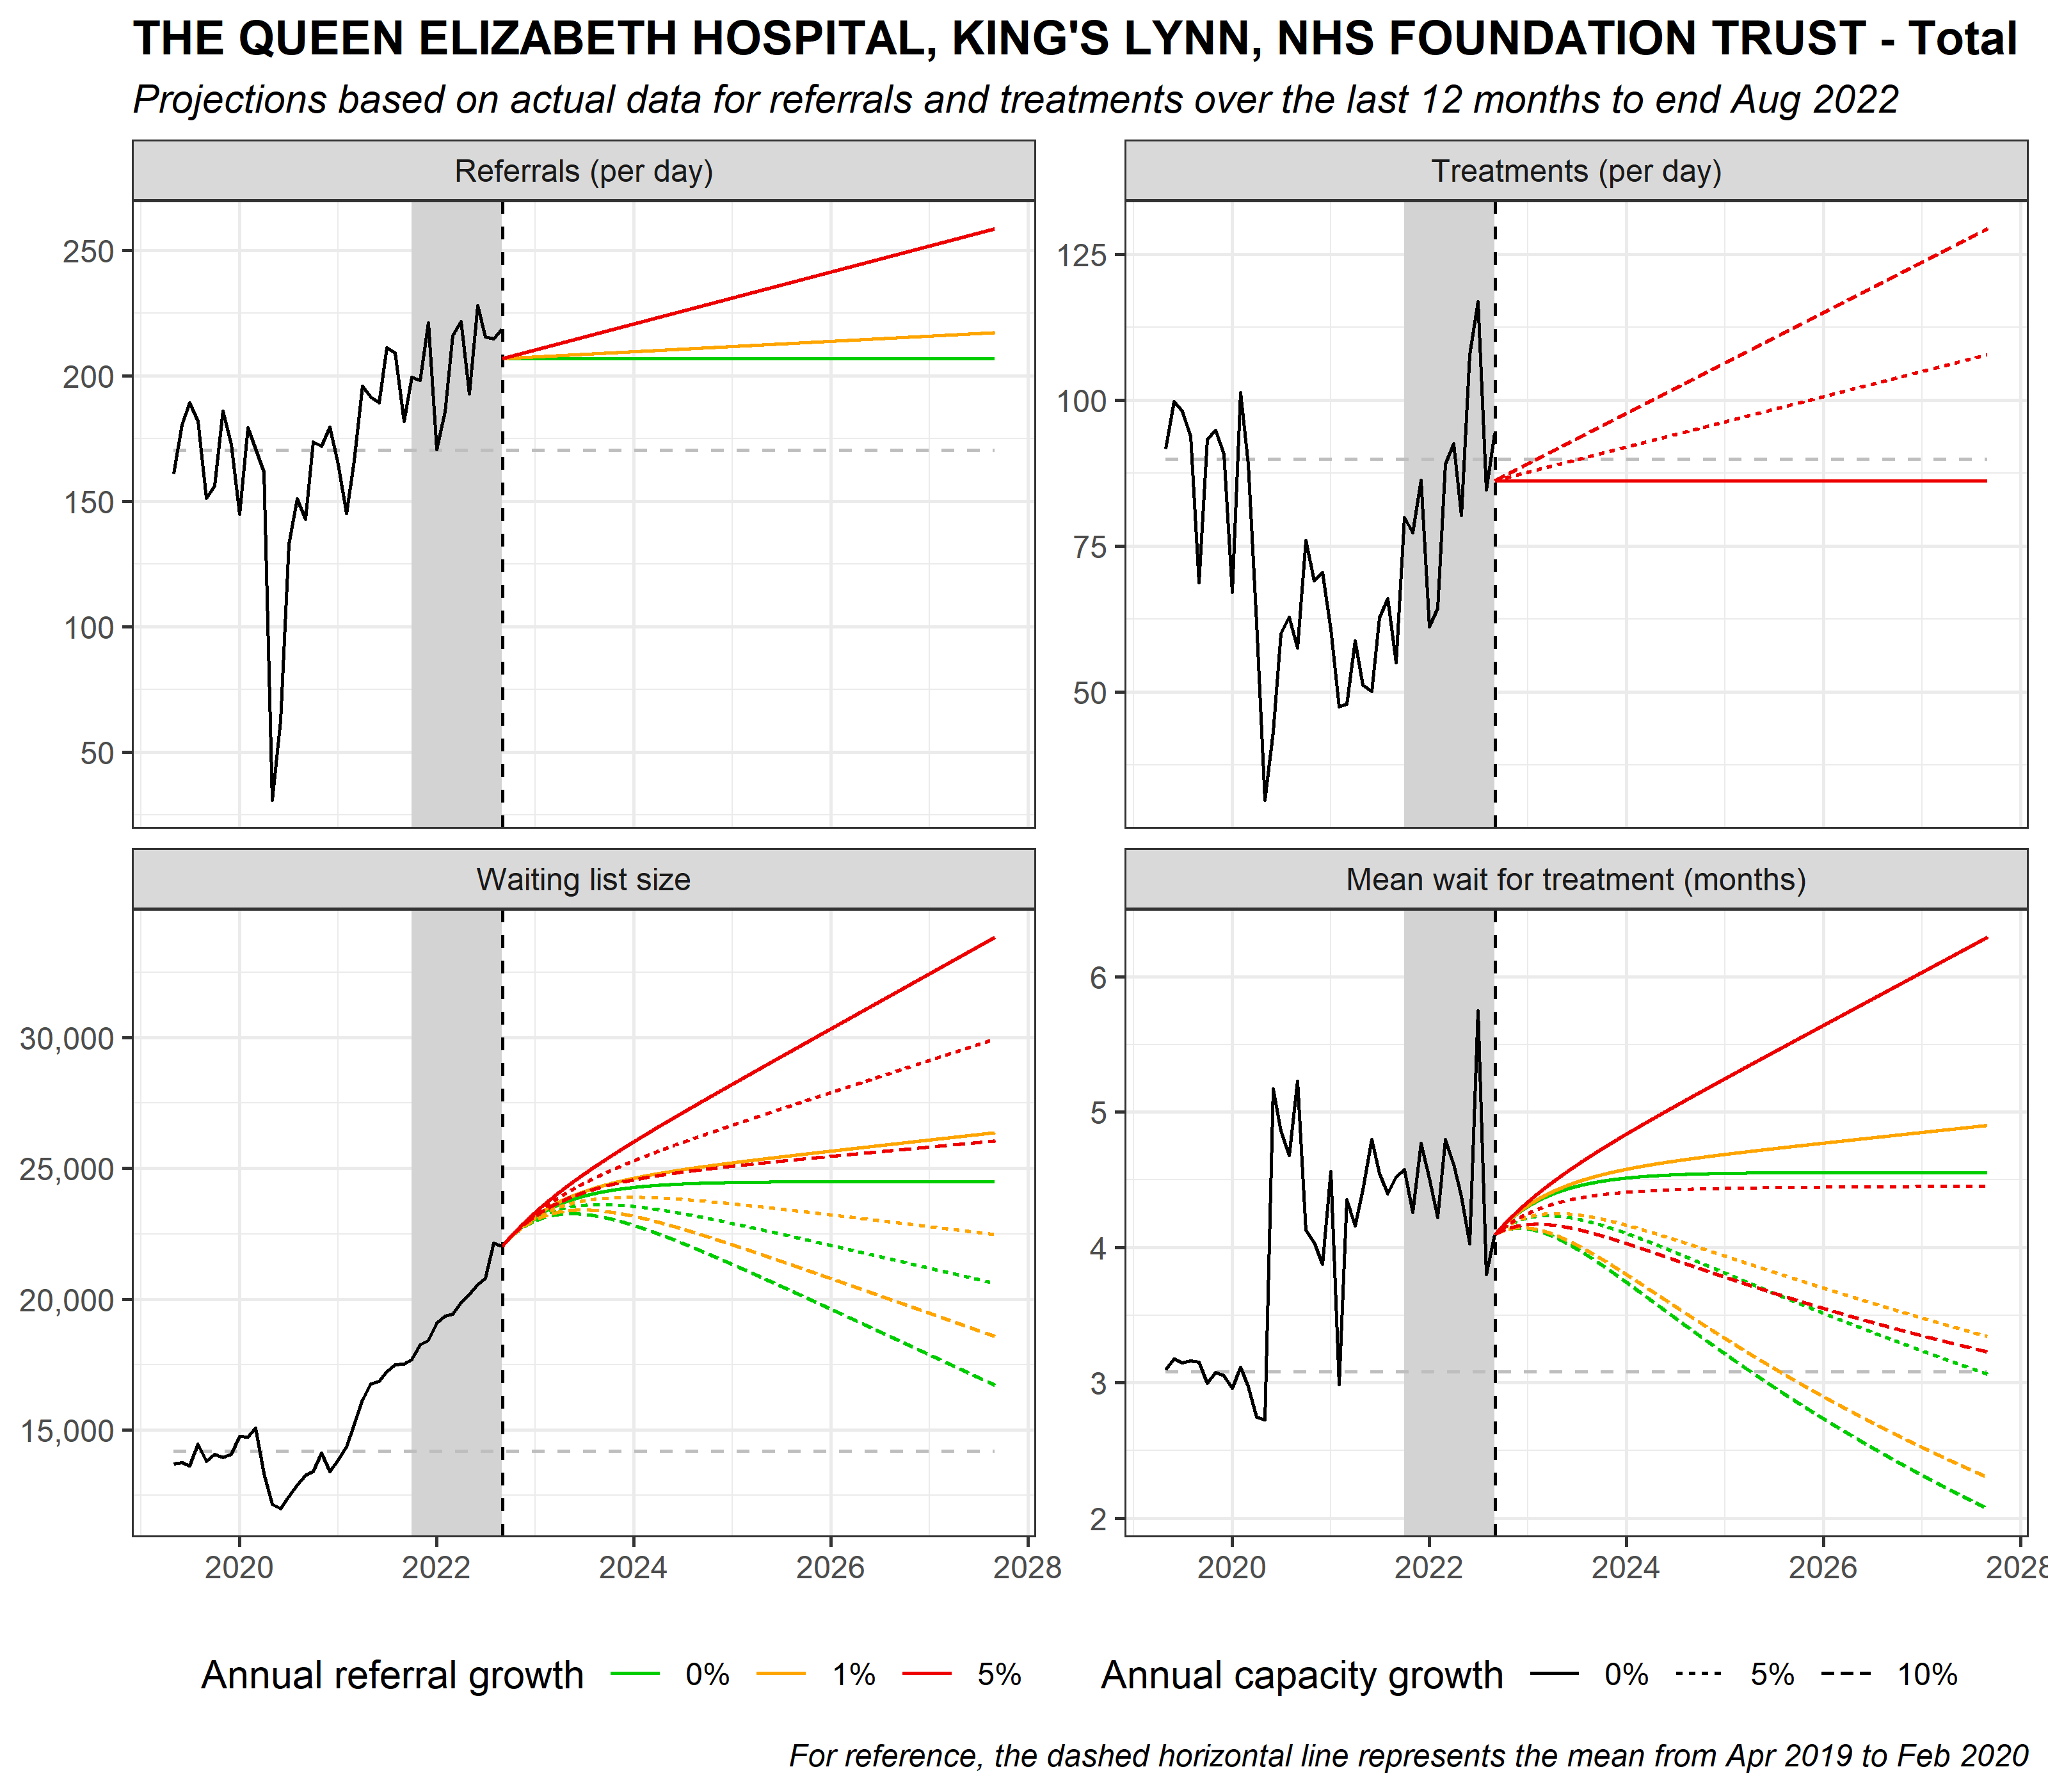 THE QUEEN ELIZABETH HOSPITAL, KING'S LYNN, NHS FOUNDATION TRUST - Total
Projections based on actual data for referrals and treatments over the last 12 months to end Aug 2022
Referrals (per day)
250
200
150
100
50
Treatments (per day)
125
100
75
50
Waiting list size
30,000
25,000
20,000
15,000
2020 2022 2024 2026 2028
Mean wait for treatment (months)
6
5
4
3
2
2020 2022 2024 2026 2028
Annual referral growth 0% 1% 5%
Annual capacity growth 0% 5% 10%
For reference, the dashed horizontal line represents the mean from Apr 2019 to Feb 2020